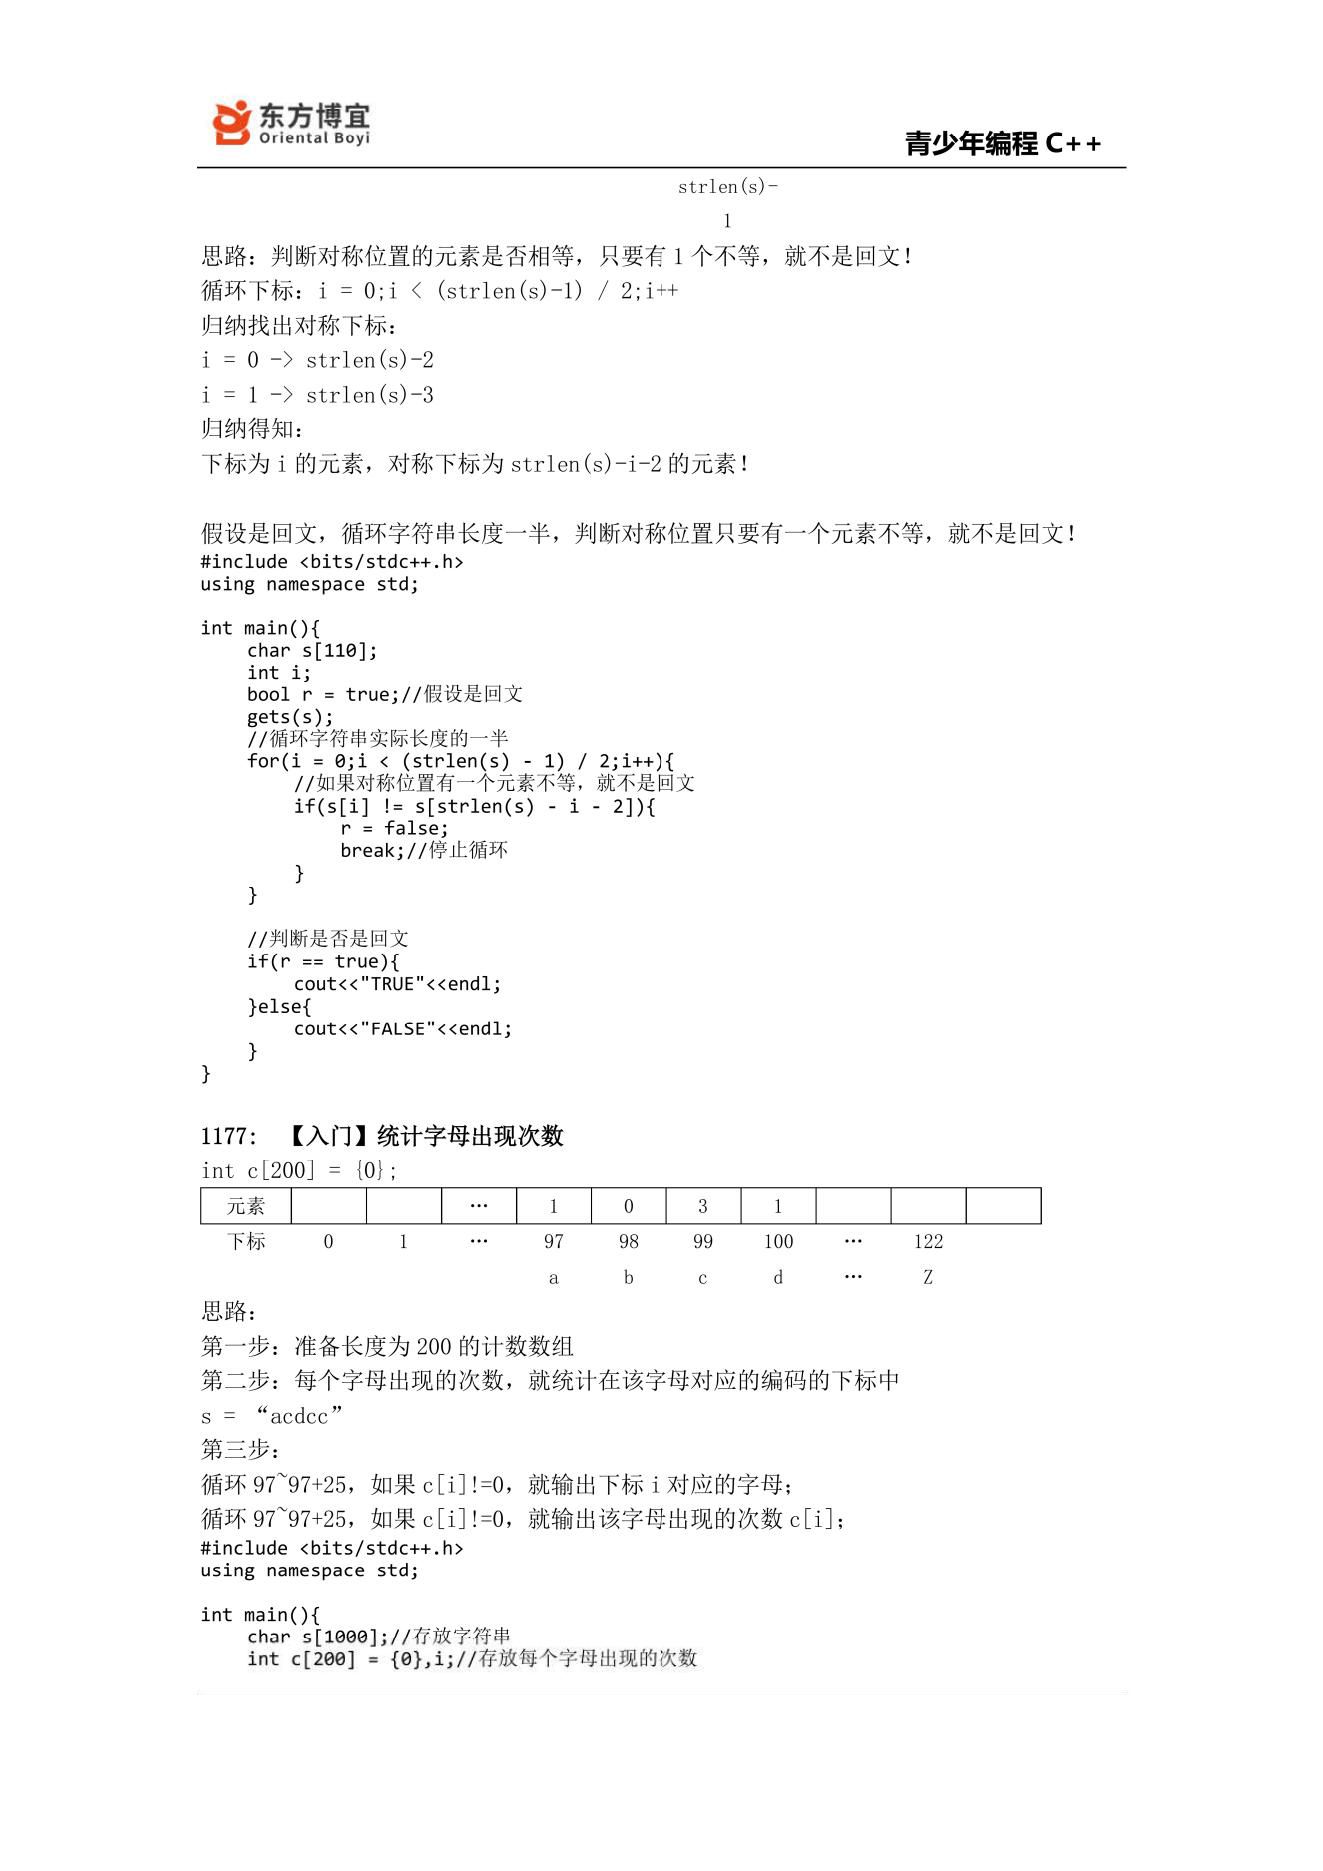 东方博宜
Oriental Boyi
青少年编程 C++
strlen(s)-
1
思路：判断对称位置的元素是否相等，只要有 1 个不等，就不是回文！
循环下标：i = 0;i < (strlen(s)-1) / 2;i++
归纳找出对称下标：
i = 0 -> strlen(s)-2
i = 1 -> strlen(s)-3
归纳得知：
下标为 i 的元素，对称下标为 strlen(s)-i-2 的元素！
假设是回文，循环字符串长度一半，判断对称位置只要有一个元素不等，就不是回文！
#include <bits/stdc++.h>
using namespace std;
int main(){
    char s[110];
    int i;
    bool r = true;//假设是回文
    gets(s);
    //循环字符串实际长度的一半
    for(i = 0;i < (strlen(s) - 1) / 2;i++){
        //如果对称位置有一个元素不等，就不是回文
        if(s[i] != s[strlen(s) - i - 2]){
            r = false;
            break;//停止循环
        }
    }
    //判断是否是回文
    if(r == true){
        cout<<"TRUE"<<endl;
    }else{
        cout<<"FALSE"<<endl;
    }
}
1177: 【入门】统计字母出现次数
int c[200] = {0};
元素 … 1 0 3 1
下标 0 1 … 97 98 99 100 … 122
a b c d … Z
思路：
第一步：准备长度为 200 的计数数组
第二步：每个字母出现的次数，就统计在该字母对应的编码的下标中
s = “acdcc”
第三步：
循环 97~97+25，如果 c[i]!=0，就输出下标 i 对应的字母；
循环 97~97+25，如果 c[i]!=0，就输出该字母出现的次数 c[i]；
#include <bits/stdc++.h>
using namespace std;
int main(){
    char s[1000];//存放字符串
    int c[200] = {0},i;//存放每个字母出现的次数